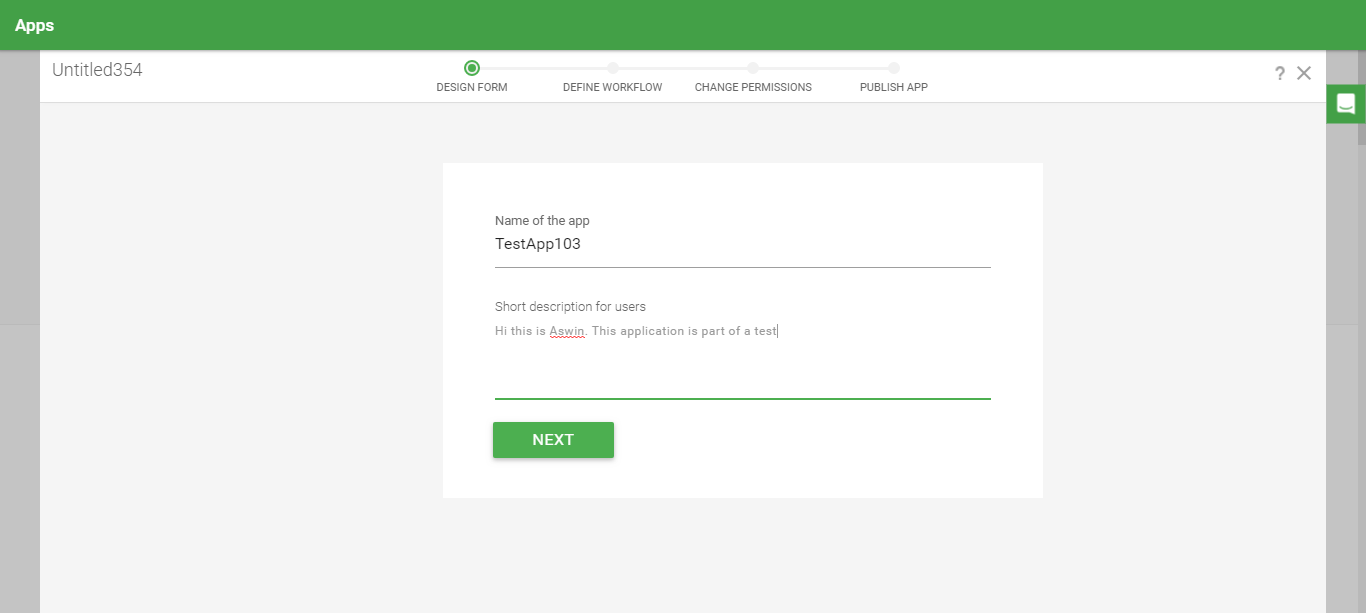 Apps
Untitled354
DESIGN FORM
DEFINE WORKFLOW
CHANGE PERMISSIONS
PUBLISH APP
?
Name of the app
TestApp103
Short description for users
Hi this is Aswin. This application is part of a test
NEXT